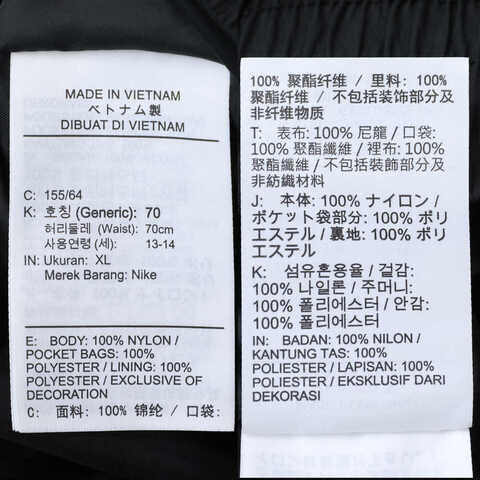 MADE IN VIETNAM
ベトナム製
DIBUAT DI VIETNAM
C: 155/64
K: 호칭 (Generic): 70
허리둘레 (Waist): 70cm
사용연령 (세): 13-14
IN: Ukuran: XL
Merek Barang: Nike
E: BODY: 100% NYLON /
POCKET BAGS: 100%
POLYESTER / LINING: 100%
POLYESTER / EXCLUSIVE OF
DECORATION
C: 面料: 100% 锦纶 / 口袋:
100% 聚酯纤维 / 里料: 100%
聚酯纤维 / 不包括装饰部分及
非纤维物质
T: 表布: 100% 尼龍 / 口袋:
100% 聚酯纖維 / 裡布: 100%
聚酯纖維 / 不包括裝飾部分及
非紡織材料
J: 本体: 100% ナイロン /
ポケット袋部分: 100% ポリ
エステル / 裏地: 100% ポリ
エステル
K: 섬유혼용율 / 겉감:
100% 나일론 / 주머니:
100% 폴리에스터 / 안감:
100% 폴리에스터
IN: BADAN: 100% NILON /
KANTUNG TAS: 100%
POLIESTER / LAPISAN: 100%
POLIESTER / EKSKLUSIF DARI
DEKORASI